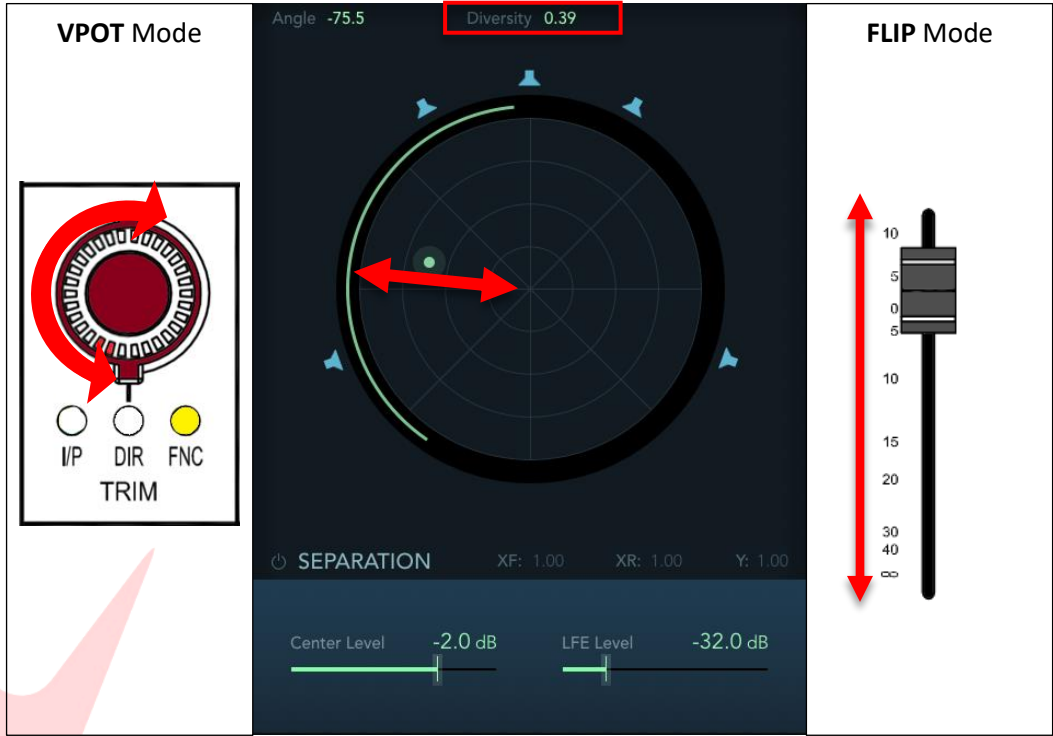 VPOT Mode
I/P DIR FNC
TRIM
Angle -75.5 Diversity 0.39
SEPARATION XF: 1.00 XR: 1.00 Y: 1.00
Center Level -2.0 dB LFE Level -32.0 dB
FLIP Mode
10
5
0
5
10
15
20
30
40
∞